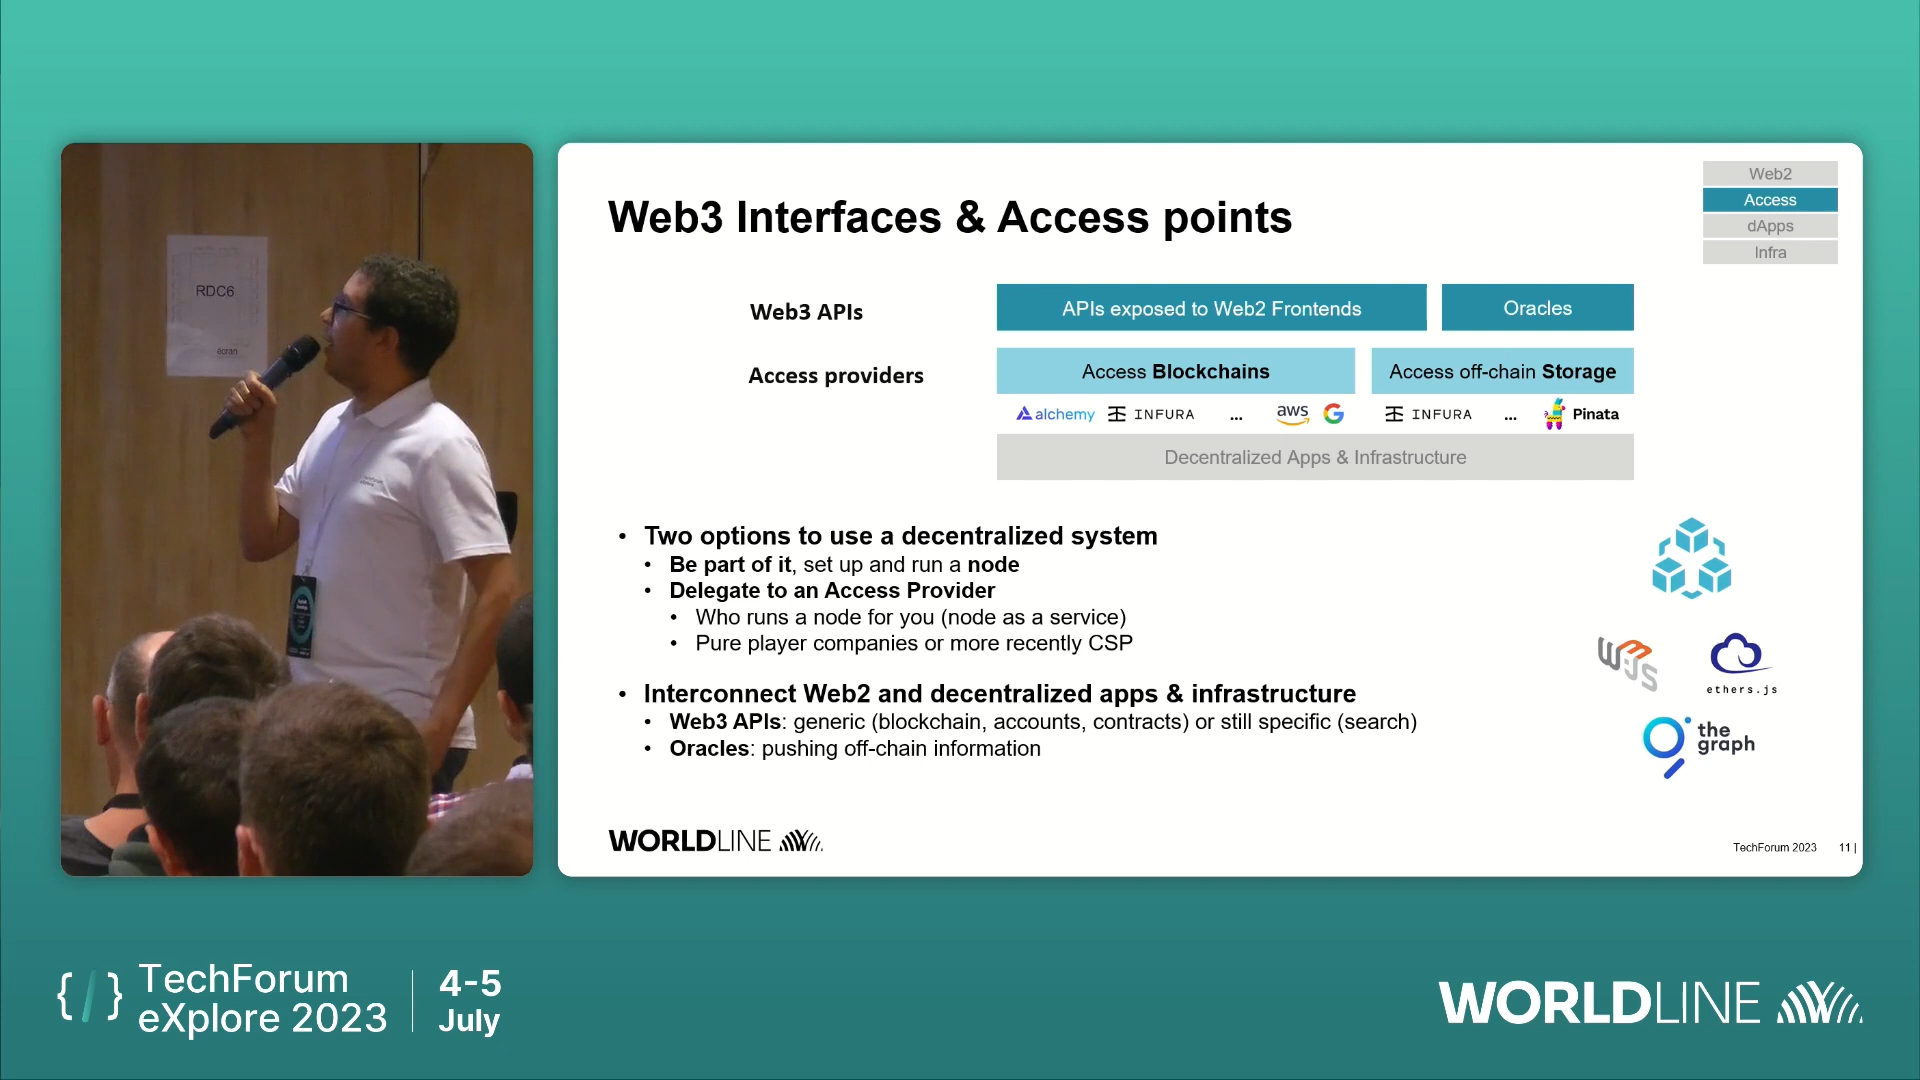 RDC6
écran
Web3 Interfaces & Access points
Web2
Access
dApps
Infra
Web3 APIs
APIs exposed to Web2 Frontends
Oracles
Access providers
Access Blockchains
Access off-chain Storage
alchemy
INFURA
...
aws
G
INFURA
...
Pinata
Decentralized Apps & Infrastructure
• Two options to use a decentralized system
• Be part of it, set up and run a node
• Delegate to an Access Provider
• Who runs a node for you (node as a service)
• Pure player companies or more recently CSP
• Interconnect Web2 and decentralized apps & infrastructure
• Web3 APIs: generic (blockchain, accounts, contracts) or still specific (search)
• Oracles: pushing off-chain information
W3JS
ethers.js
the
graph
WORLDLINE
TechForum 2023 11 |
{/} TechForum
eXplore 2023
4-5
July
WORLDLINE